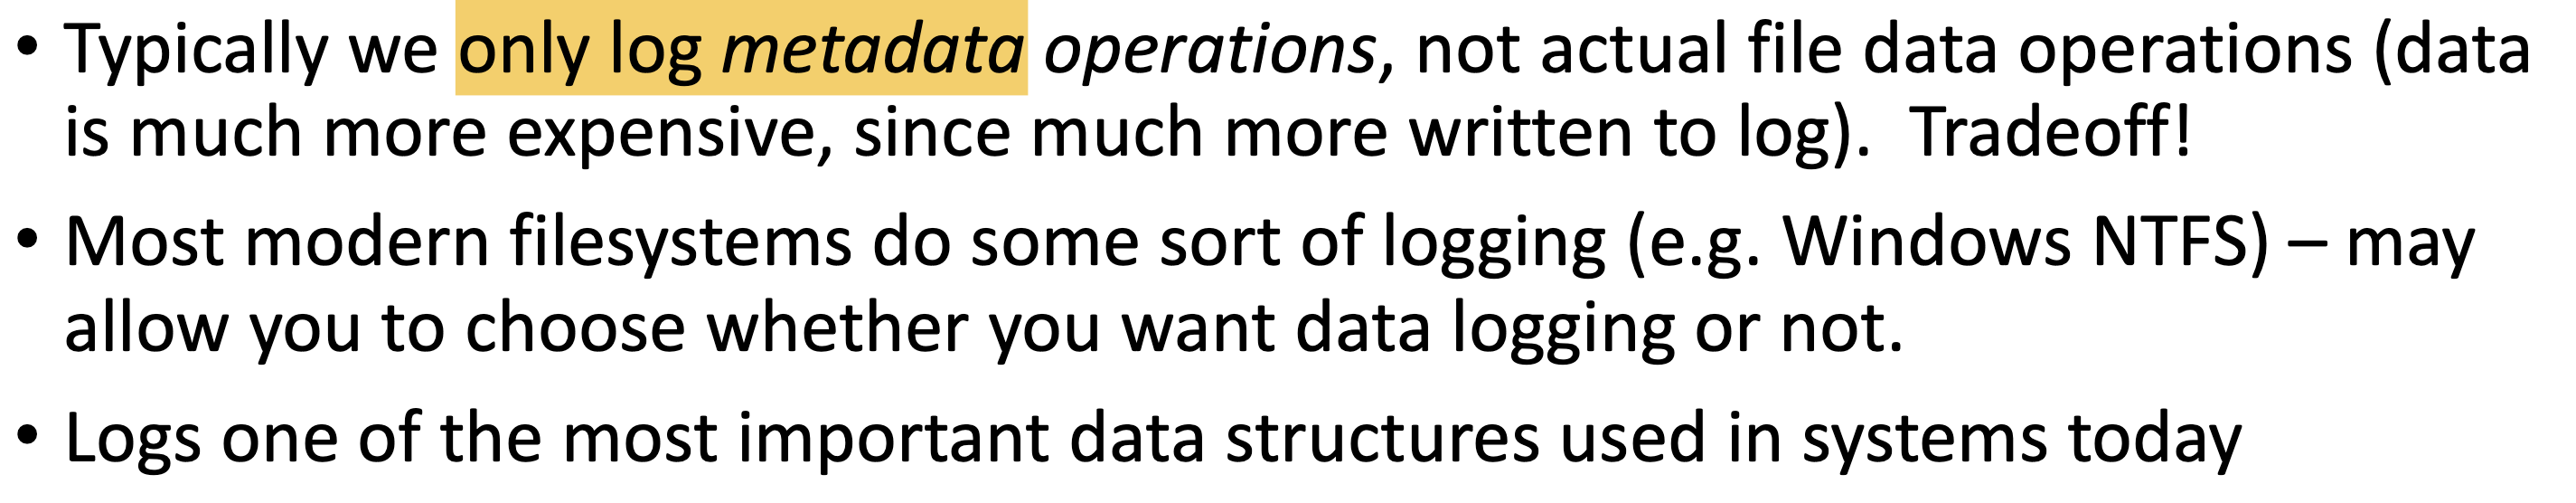 • Typically we only log metadata operations, not actual file data operations (data
is much more expensive, since much more written to log).  Tradeoff!
• Most modern filesystems do some sort of logging (e.g. Windows NTFS) – may
allow you to choose whether you want data logging or not.
• Logs one of the most important data structures used in systems today